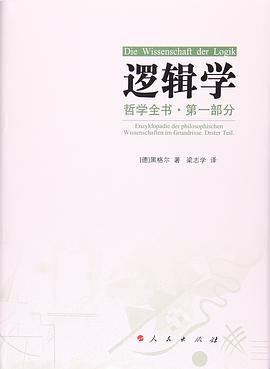 Die Wissenschaft der Logik
逻辑学
哲学全书·第一部分
Enzyklopädie der philosophischen
Wissenschaften im Grundrisse. Drster Teil.
[德]黑格尔 著 梁志学 译
人民出版社